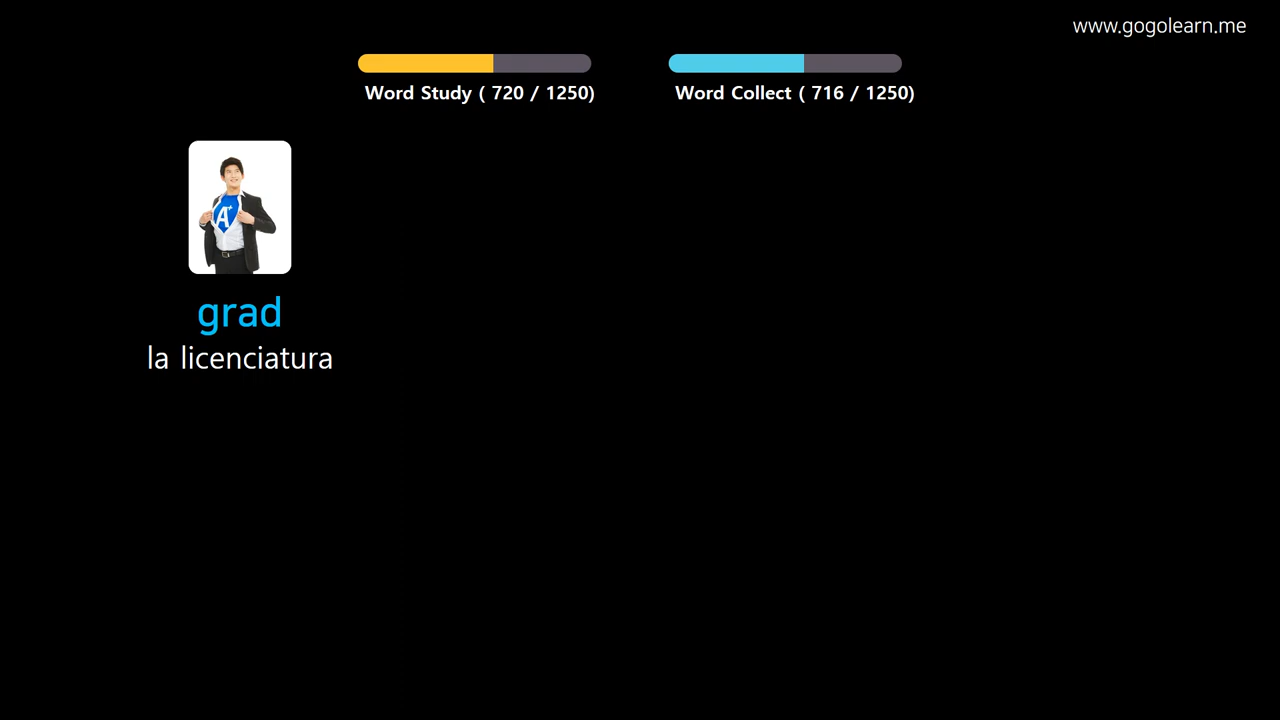 www.gogolearn.me
Word Study ( 720 / 1250)
Word Collect ( 716 / 1250)
A+
grad
la licenciatura